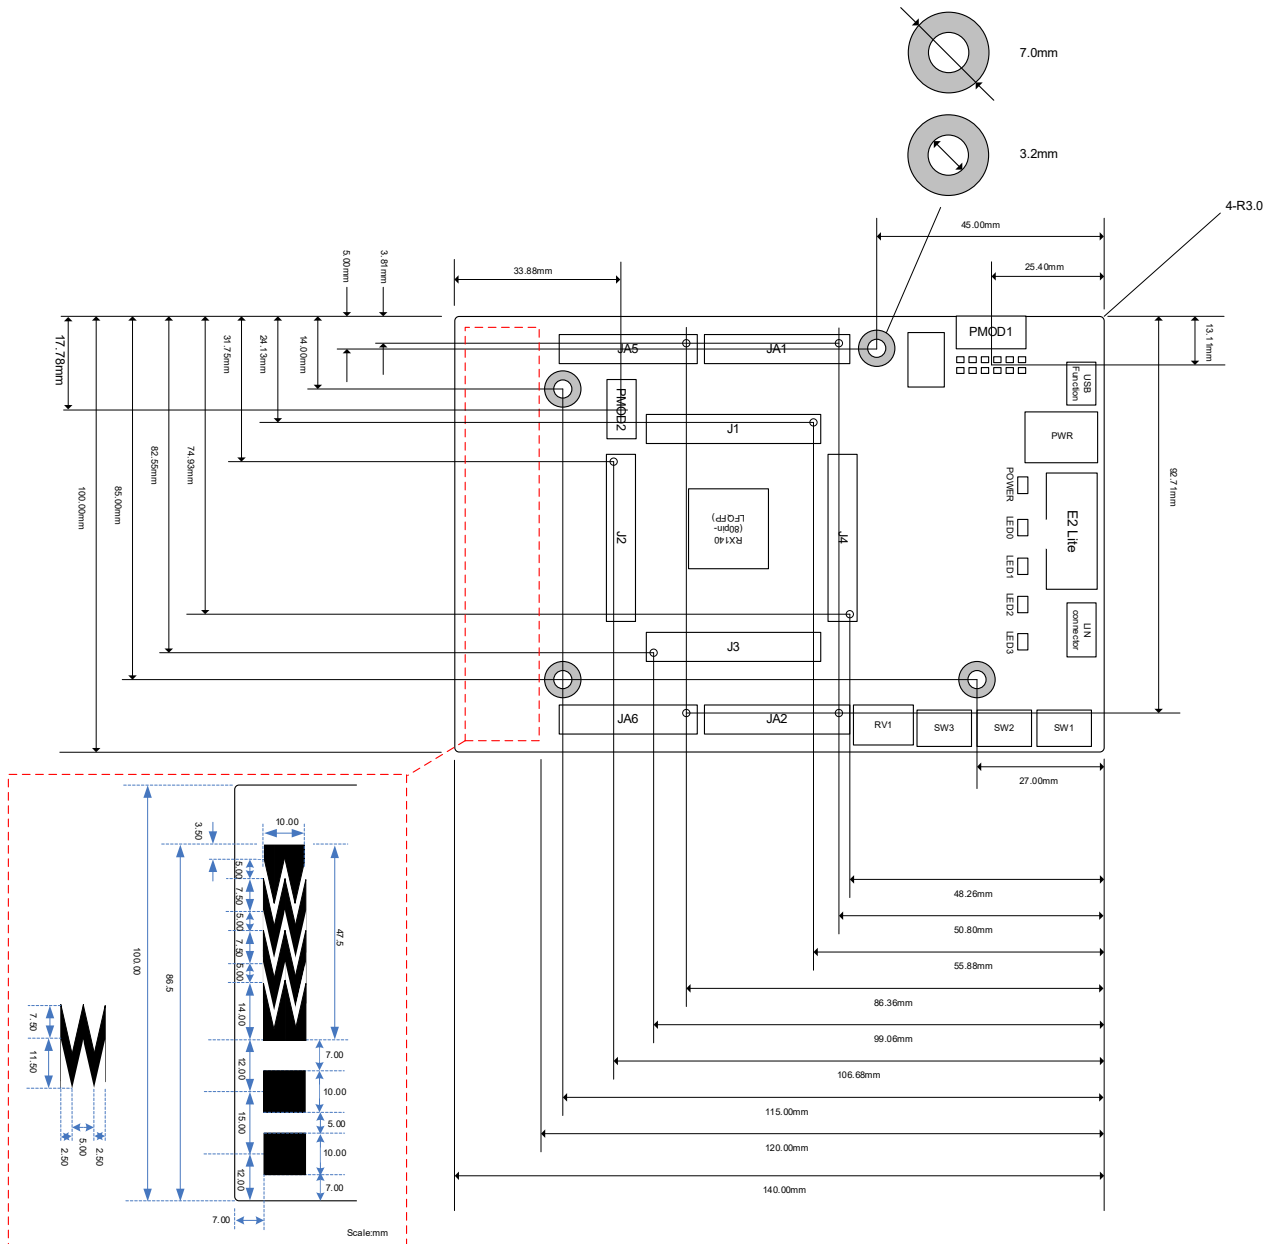 7.0mm
3.2mm
4-R3.0
45.00mm
25.40mm
33.88mm
5.00mm
3.81mm
17.78mm
31.75mm
24.13mm
14.00mm
13.11mm
82.55mm
74.93mm
100.00mm
85.00mm
92.71mm
JA5
JA1
PMOD1
USB
Function
PMOD2
J1
PWR
POWER
LED0
LED1
LED2
LED3
E2 Lite
J2
RX140
(80pin-
LFQFP)
J4
LIN
connector
J3
JA6
JA2
RV1
SW3
SW2
SW1
27.00mm
48.26mm
50.80mm
55.88mm
86.36mm
99.06mm
106.68mm
115.00mm
120.00mm
140.00mm
10.00
3.50
5.00
7.50
5.00
7.50
5.00
14.00
47.5
100.00
86.5
12.00
15.00
12.00
7.00
10.00
5.00
10.00
7.00
7.00
7.50
11.50
2.50
5.00
2.50
Scale:mm